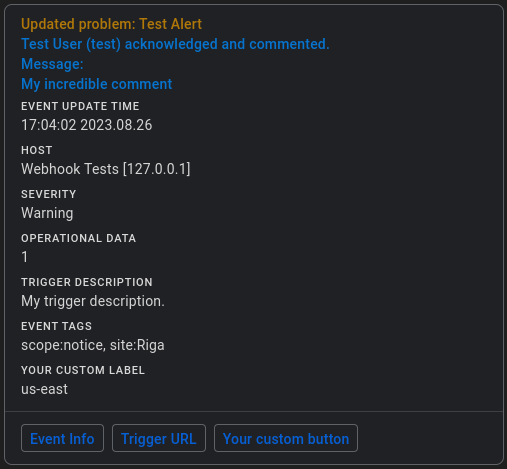 Updated problem: Test Alert
Test User (test) acknowledged and commented.
Message:
My incredible comment
EVENT UPDATE TIME
17:04:02 2023.08.26
HOST
Webhook Tests [127.0.0.1]
SEVERITY
Warning
OPERATIONAL DATA
1
TRIGGER DESCRIPTION
My trigger description.
EVENT TAGS
scope:notice, site:Riga
YOUR CUSTOM LABEL
us-east
Event Info Trigger URL Your custom button